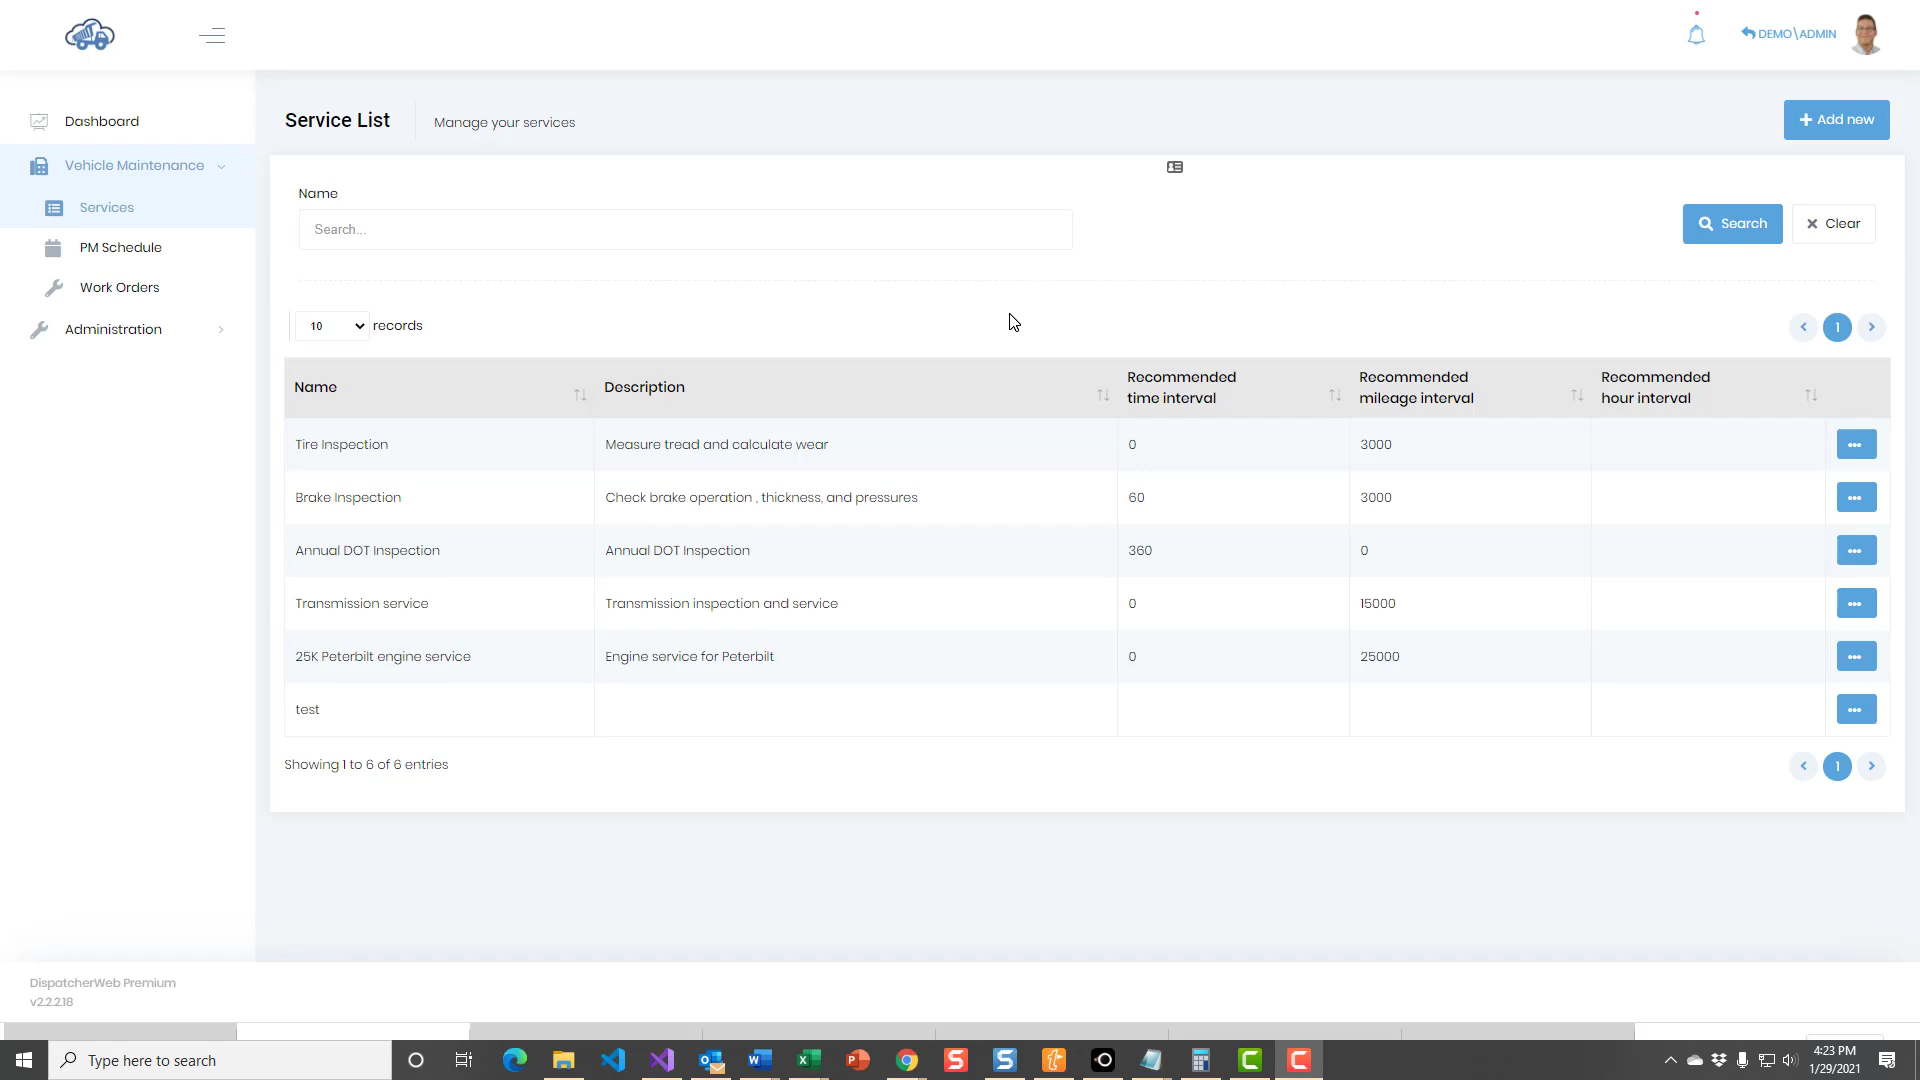 DEMO\ADMIN
Dashboard
Vehicle Maintenance
Services
PM Schedule
Work Orders
Administration
Service List
Manage your services
Add new
Name
Search...
Search
Clear
10 records
1
Name Description Recommended time interval Recommended mileage interval Recommended hour interval
Tire Inspection Measure tread and calculate wear 0 3000
Brake Inspection Check brake operation , thickness, and pressures 60 3000
Annual DOT Inspection Annual DOT Inspection 360 0
Transmission service Transmission inspection and service 0 15000
25K Peterbilt engine service Engine service for Peterbilt 0 25000
test
Showing 1 to 6 of 6 entries
1
DispatcherWeb Premium
v2.2.2.18
Type here to search
4:23 PM
1/29/2021